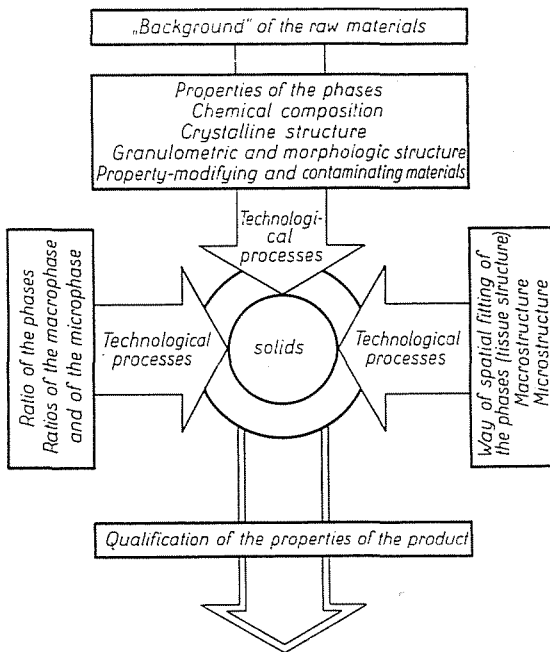 „Background" of the raw materials
Properties of the phases
Chemical composition
Crystalline structure
Granulometric and morphologic structure
Property-modifying and contaminating materials
Technologi-
cal
processes
Ratio of the phases
Ratios of the macrophase
and of the microphase
Technological
processes
solids
Technological
processes
Way of spatial fitting of
the phases (tissue structure)
Macrostructure
Microstructure
Qualification of the properties of the product